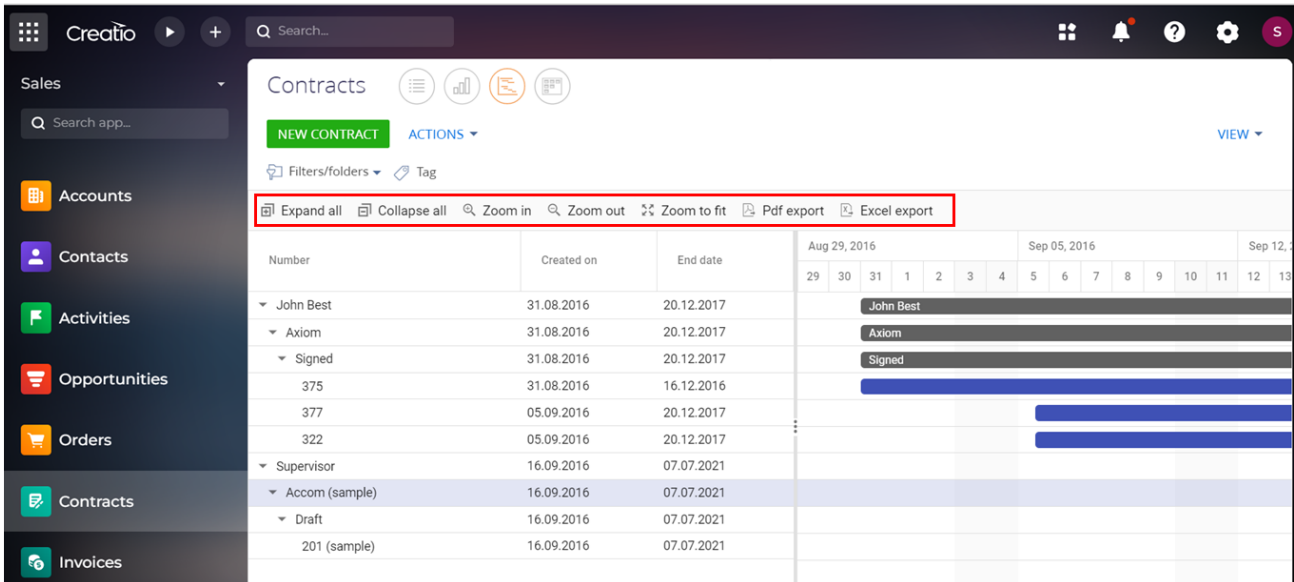 Creatio Search...
S
Sales
Search app...
Accounts
Contacts
Activities
Opportunities
Orders
Contracts
Invoices
Contracts
NEW CONTRACT ACTIONS VIEW
Filters/folders Tag
Expand all Collapse all Zoom in Zoom out Zoom to fit Pdf export Excel export
Number Created on End date
Aug 29, 2016 Sep 05, 2016 Sep 12,
29 30 31 1 2 3 4 5 6 7 8 9 10 11 12 13
John Best 31.08.2016 20.12.2017 John Best
Axiom 31.08.2016 20.12.2017 Axiom
Signed 31.08.2016 20.12.2017 Signed
375 31.08.2016 16.12.2016
377 05.09.2016 20.12.2017
322 05.09.2016 20.12.2017
Supervisor 16.09.2016 07.07.2021
Accom (sample) 16.09.2016 07.07.2021
Draft 16.09.2016 07.07.2021
201 (sample) 16.09.2016 07.07.2021